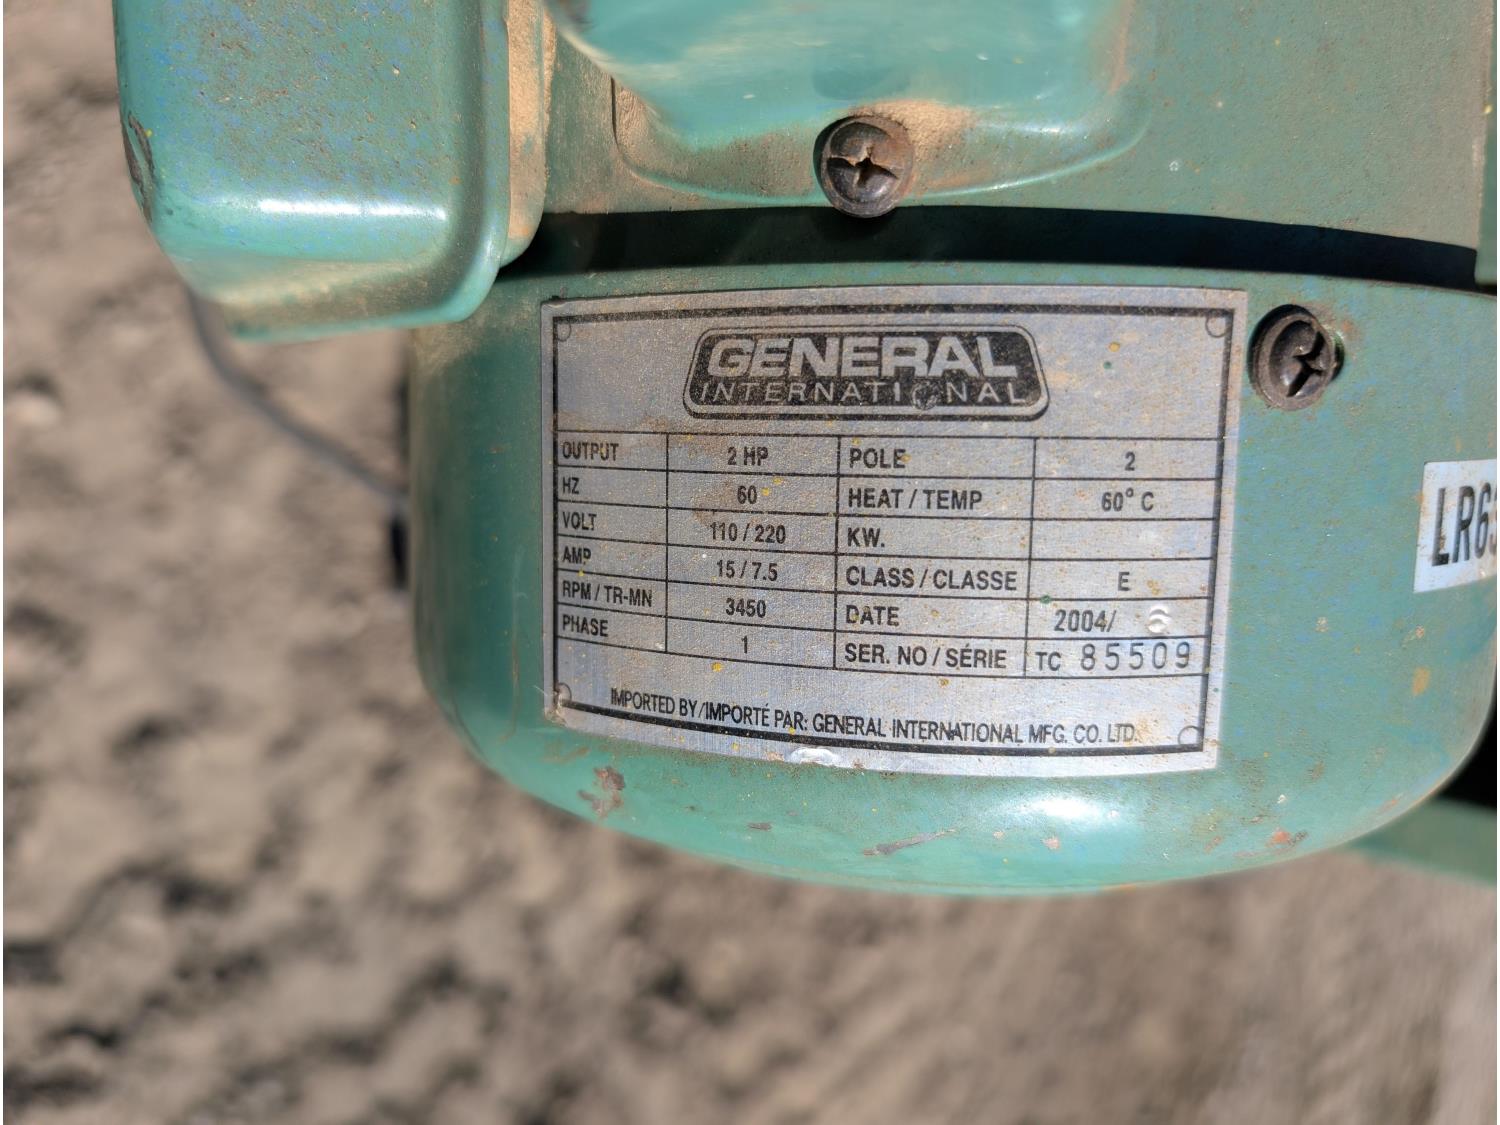 GENERAL
INTERNATIONAL
OUTPUT 2 HP POLE 2
HZ 60 HEAT / TEMP 60° C
VOLT 110 / 220 KW.
AMP 15 / 7.5 CLASS / CLASSE E
RPM / TR-MN 3450 DATE 2004/ 6
PHASE 1 SER. NO / SÉRIE TC 85509
IMPORTED BY/IMPORTÉ PAR: GENERAL INTERNATIONAL MFG. CO. LTD.